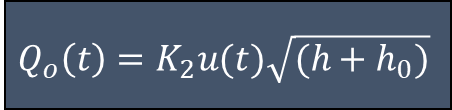 Q_o(t) = K_2u(t)√(h + h_0)